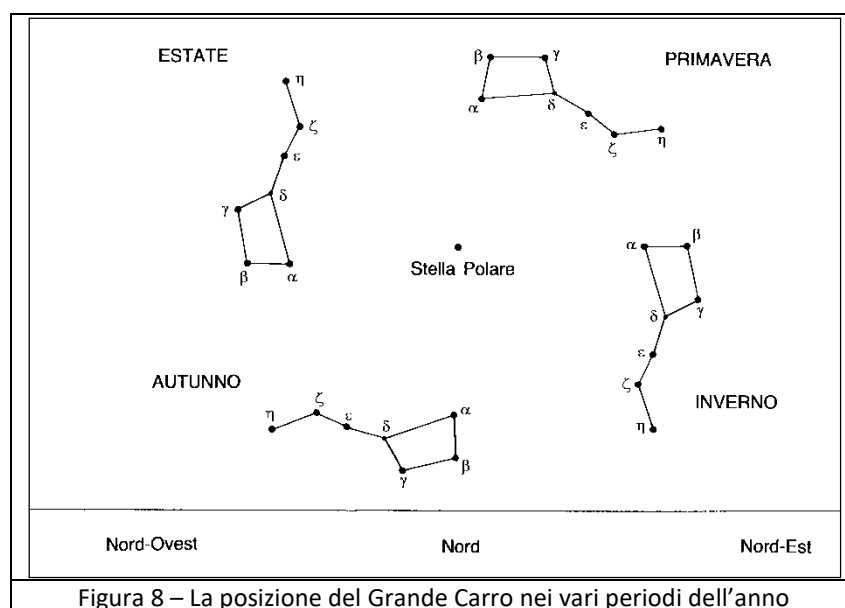 ESTATE
PRIMAVERA
η
ζ
ε
δ
γ
β
α
β
γ
α
δ
ε
ζ
η
Stella Polare
α
β
δ
γ
ε
ζ
η
INVERNO
AUTUNNO
η
ζ
ε
δ
α
γ
β
Nord-Ovest
Nord
Nord-Est
Figura 8 – La posizione del Grande Carro nei vari periodi dell’anno